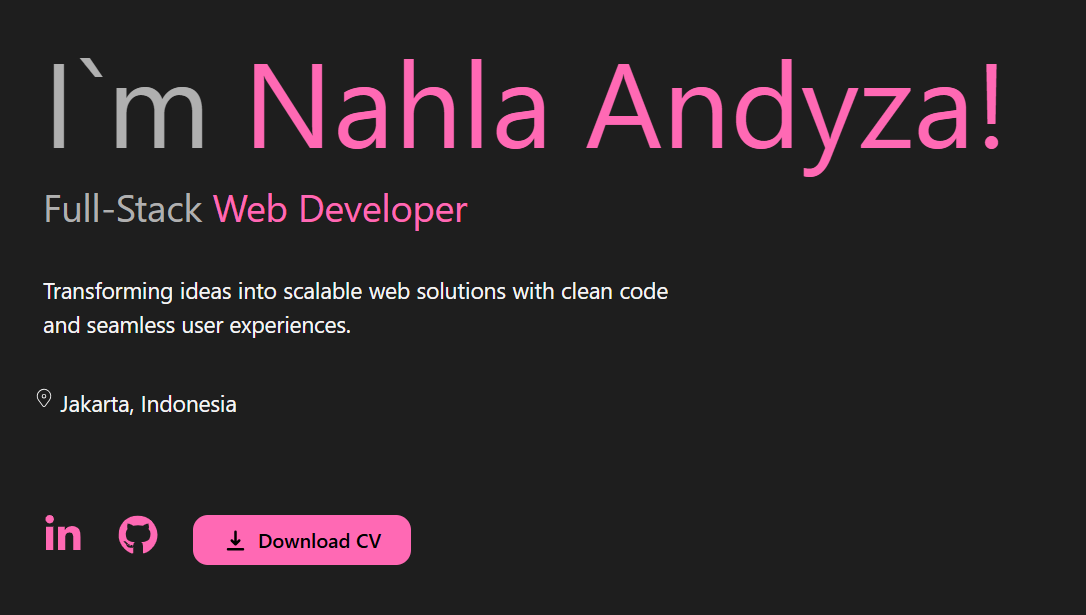 I`m Nahla Andyza!
Full-Stack Web Developer
Transforming ideas into scalable web solutions with clean code
and seamless user experiences.
Jakarta, Indonesia
in
Download CV